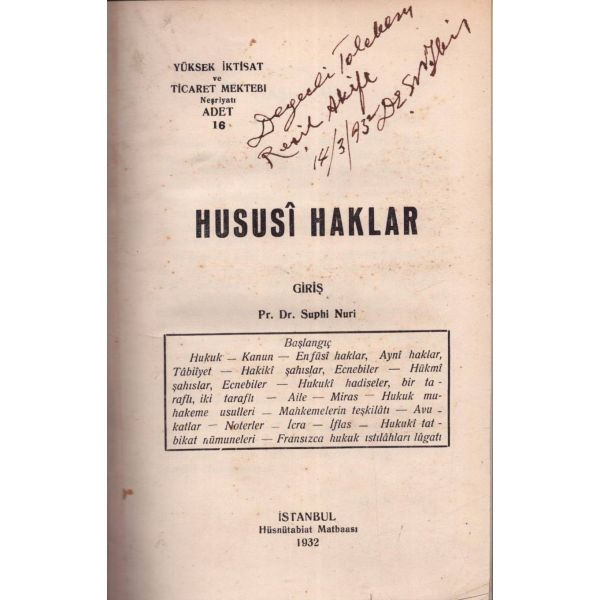 YÜKSEK İKTİSAT
ve
TİCARET MEKTEBI
Neşriyatı
ADET
16
Değerli Talebem
Reşit Akife
14/3/932
HUSUSÎ HAKLAR
GİRİŞ
Pr. Dr. Suphi Nuri
Başlangıç
Hukuk — Kanun — Enfüsî haklar, Aynî haklar,
Tâbiiyet — Hakikî şahıslar, Ecnebiler — Hükmî
şahıslar, Ecnebiler — Hukukî hadiseler, bir ta-
raflı, iki taraflı — Aile — Miras — Hukuk mu-
hakeme usulleri — Mahkemelerin teşkilâtı — Avu-
katlar — Noterler — İcra — İflas — Hukukî tat-
bikat nümuneleri — Fransızca hukuk ıstılâhları lûgati
İSTANBUL
Hüsnütabiat Matbaası
1932